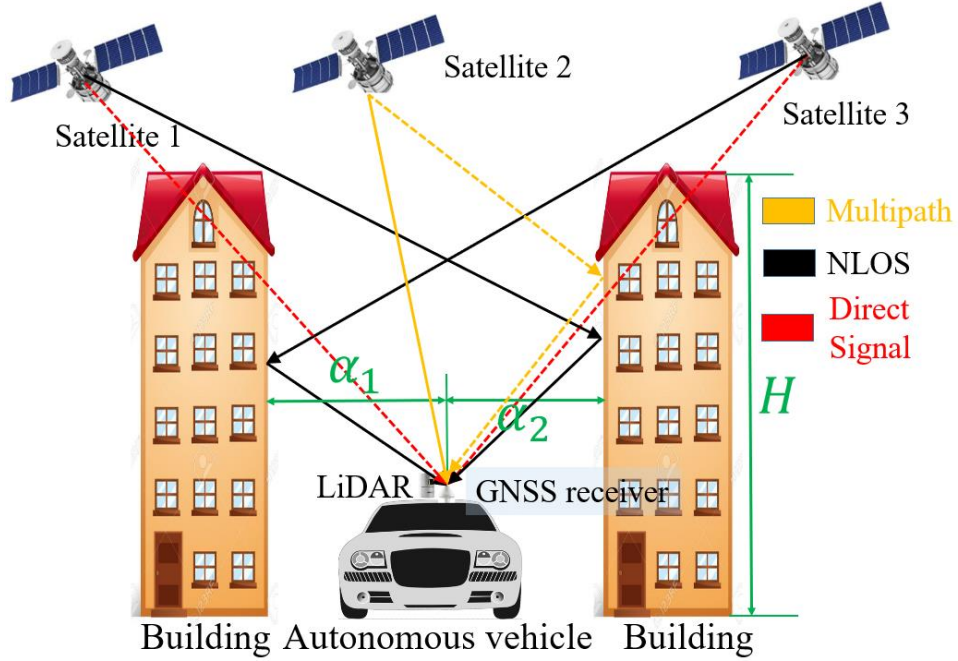 Satellite 1
Satellite 2
Satellite 3
Multipath
NLOS
Direct
Signal
α₁
α₂
H
LiDAR
GNSS receiver
Building
Autonomous vehicle
Building